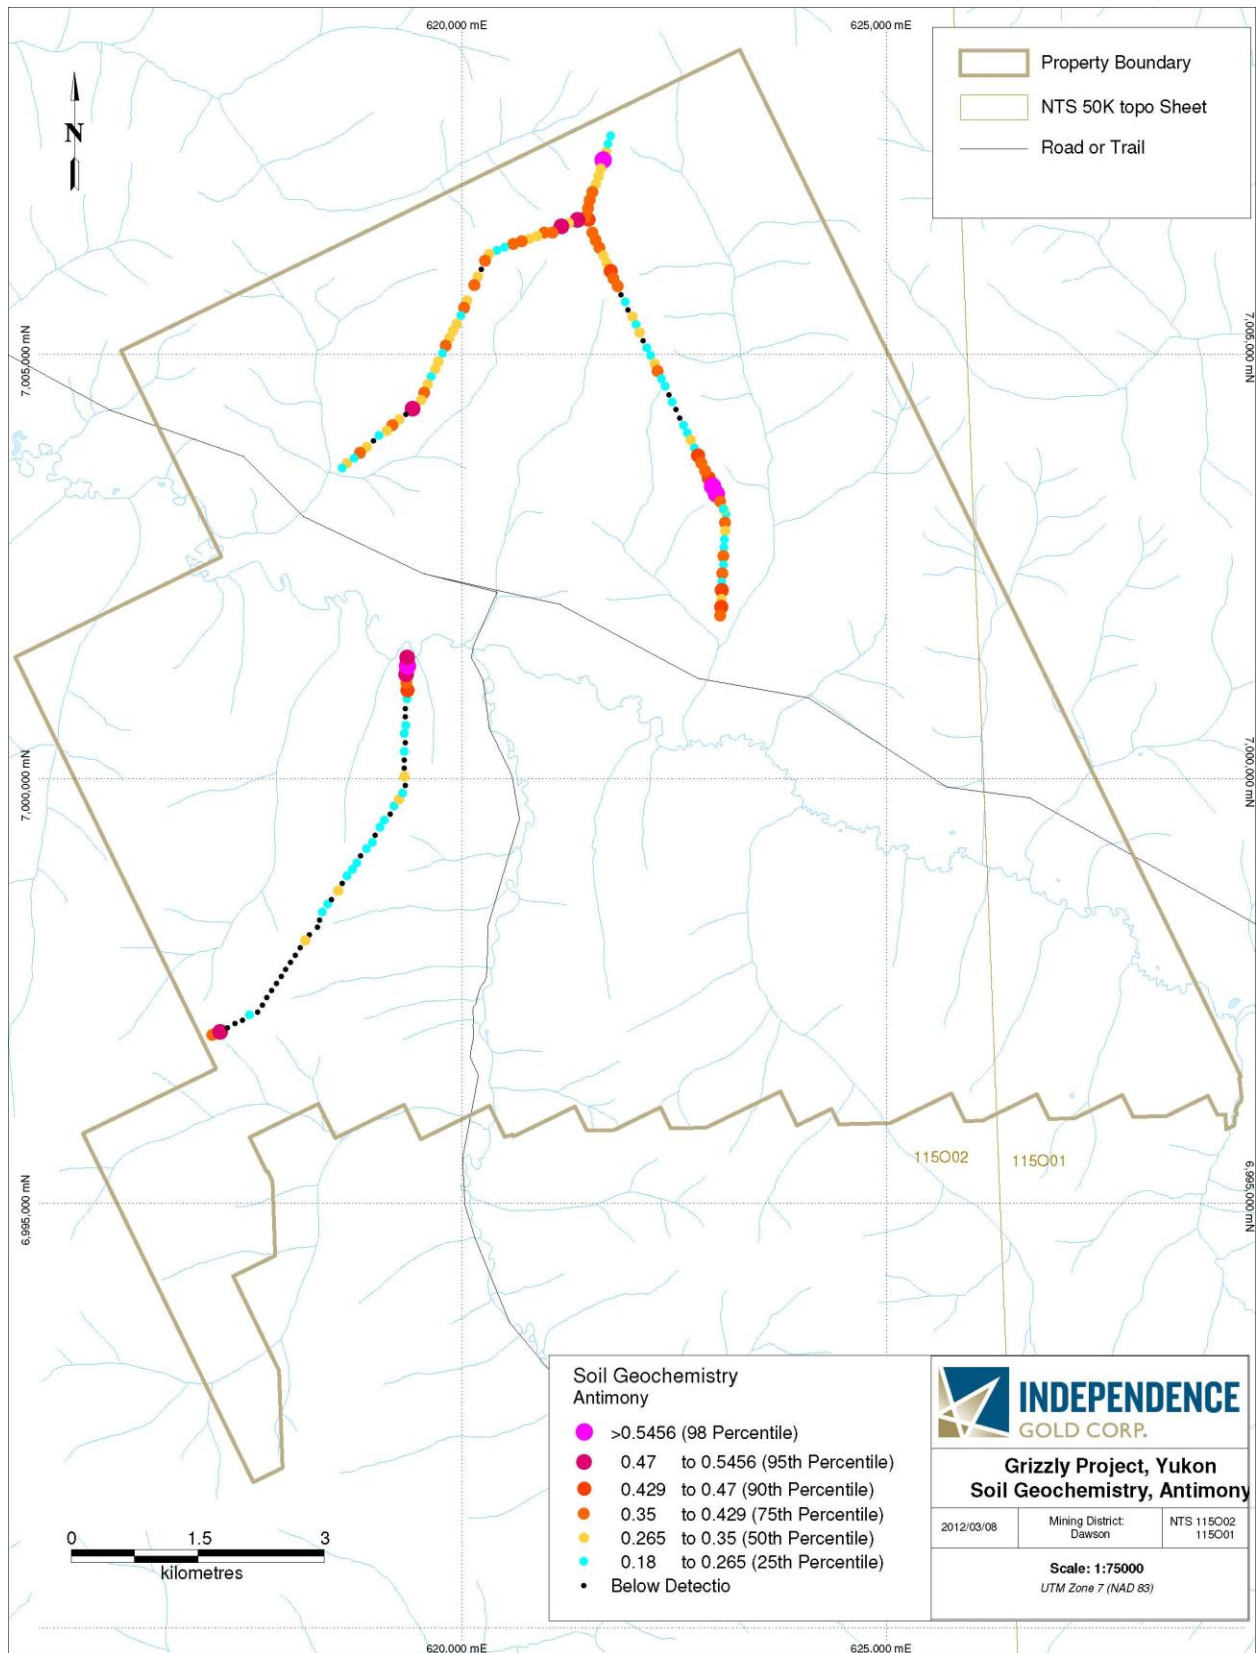 620,000 mE
625,000 mE
Property Boundary
NTS 50K topo Sheet
Road or Trail
N
7,005,000 mN
7,005,000 mN
7,000,000 mN
7,000,000 mN
115O02
115O01
6,995,000 mN
6,995,000 mN
Soil Geochemistry
Antimony
>0.5456 (98 Percentile)
0.47 to 0.5456 (95th Percentile)
0.429 to 0.47 (90th Percentile)
0.35 to 0.429 (75th Percentile)
0.265 to 0.35 (50th Percentile)
0.18 to 0.265 (25th Percentile)
Below Detectio
INDEPENDENCE
GOLD CORP.
Grizzly Project, Yukon
Soil Geochemistry, Antimony
2012/03/08
Mining District:
Dawson
NTS 115O02
115O01
Scale: 1:75000
UTM Zone 7 (NAD 83)
0 1.5 3
kilometres
620,000 mE
625,000 mE